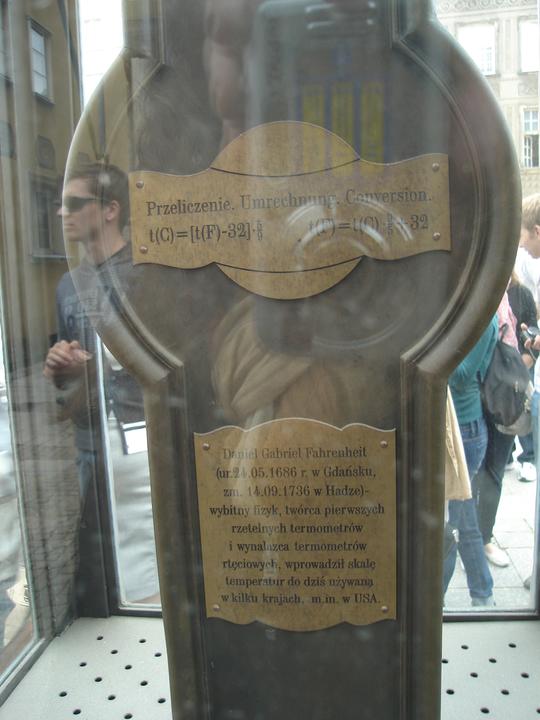 Przeliczenie. Umrechnung. Conversion.
t(C)=[t(F)-32]·5/9 t(F)=t(C)·9/5+32
Daniel Gabriel Fahrenheit
(ur.24.05.1686 r. w Gdańsku,
zm. 14.09.1736 w Hadze)-
wybitny fizyk, twórca pierwszych
rzetelnych termometrów
i wynalazca termometrów
rtęciowych, wprowadził skalę
temperatur do dziś używaną
w kilku krajach, m.in. w USA.